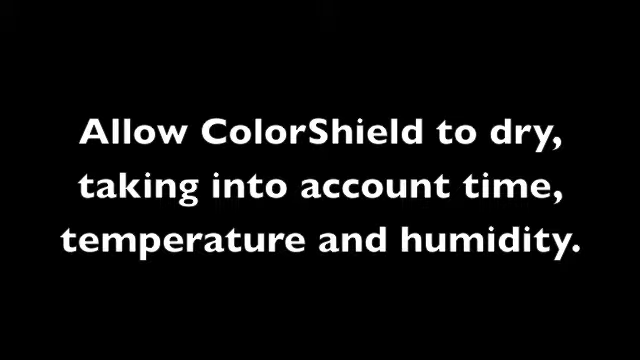 Allow ColorShield to dry,
taking into account time,
temperature and humidity.